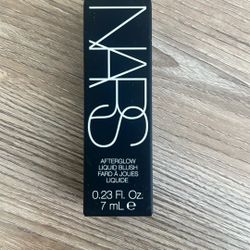 NARS
AFTERGLOW
LIQUID BLUSH
FARD À JOUES
LIQUIDE
0.23 Fl. Oz.
7 mL ℮